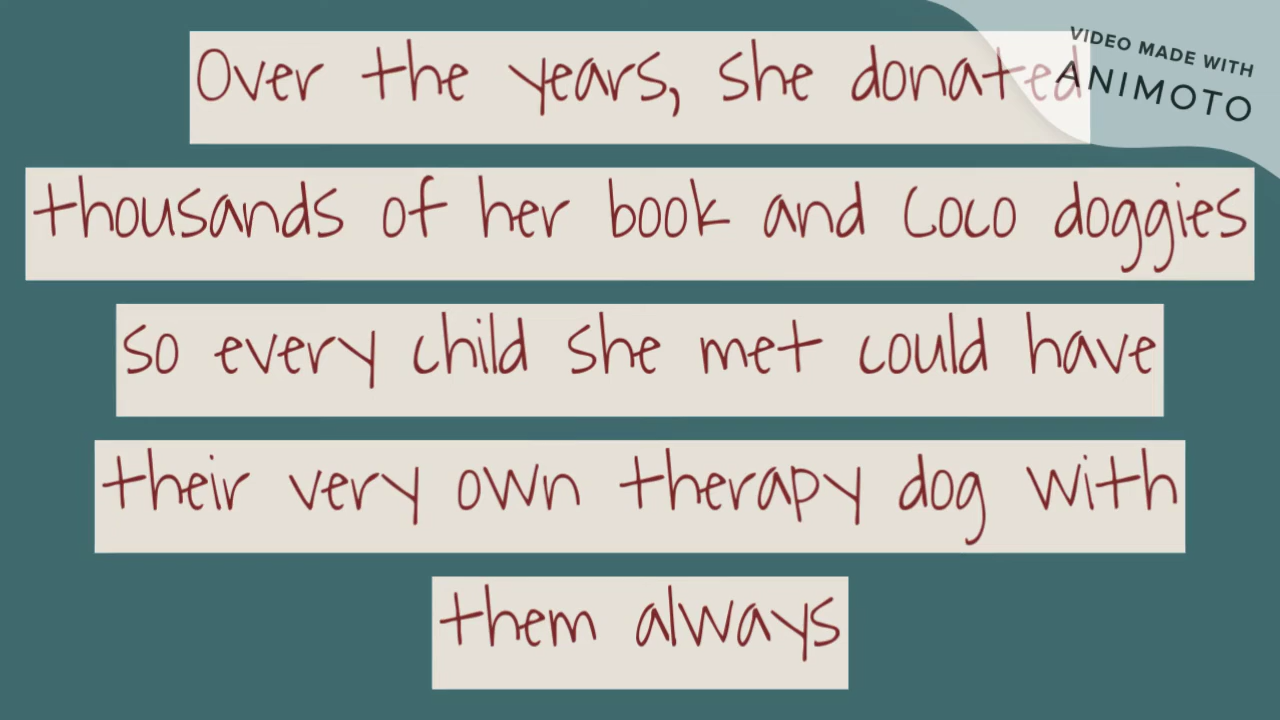 Over the years, she donated
thousands of her book and Coco doggies
so every child she met could have
their very own therapy dog with
them always
VIDEO MADE WITH
ANIMOTO